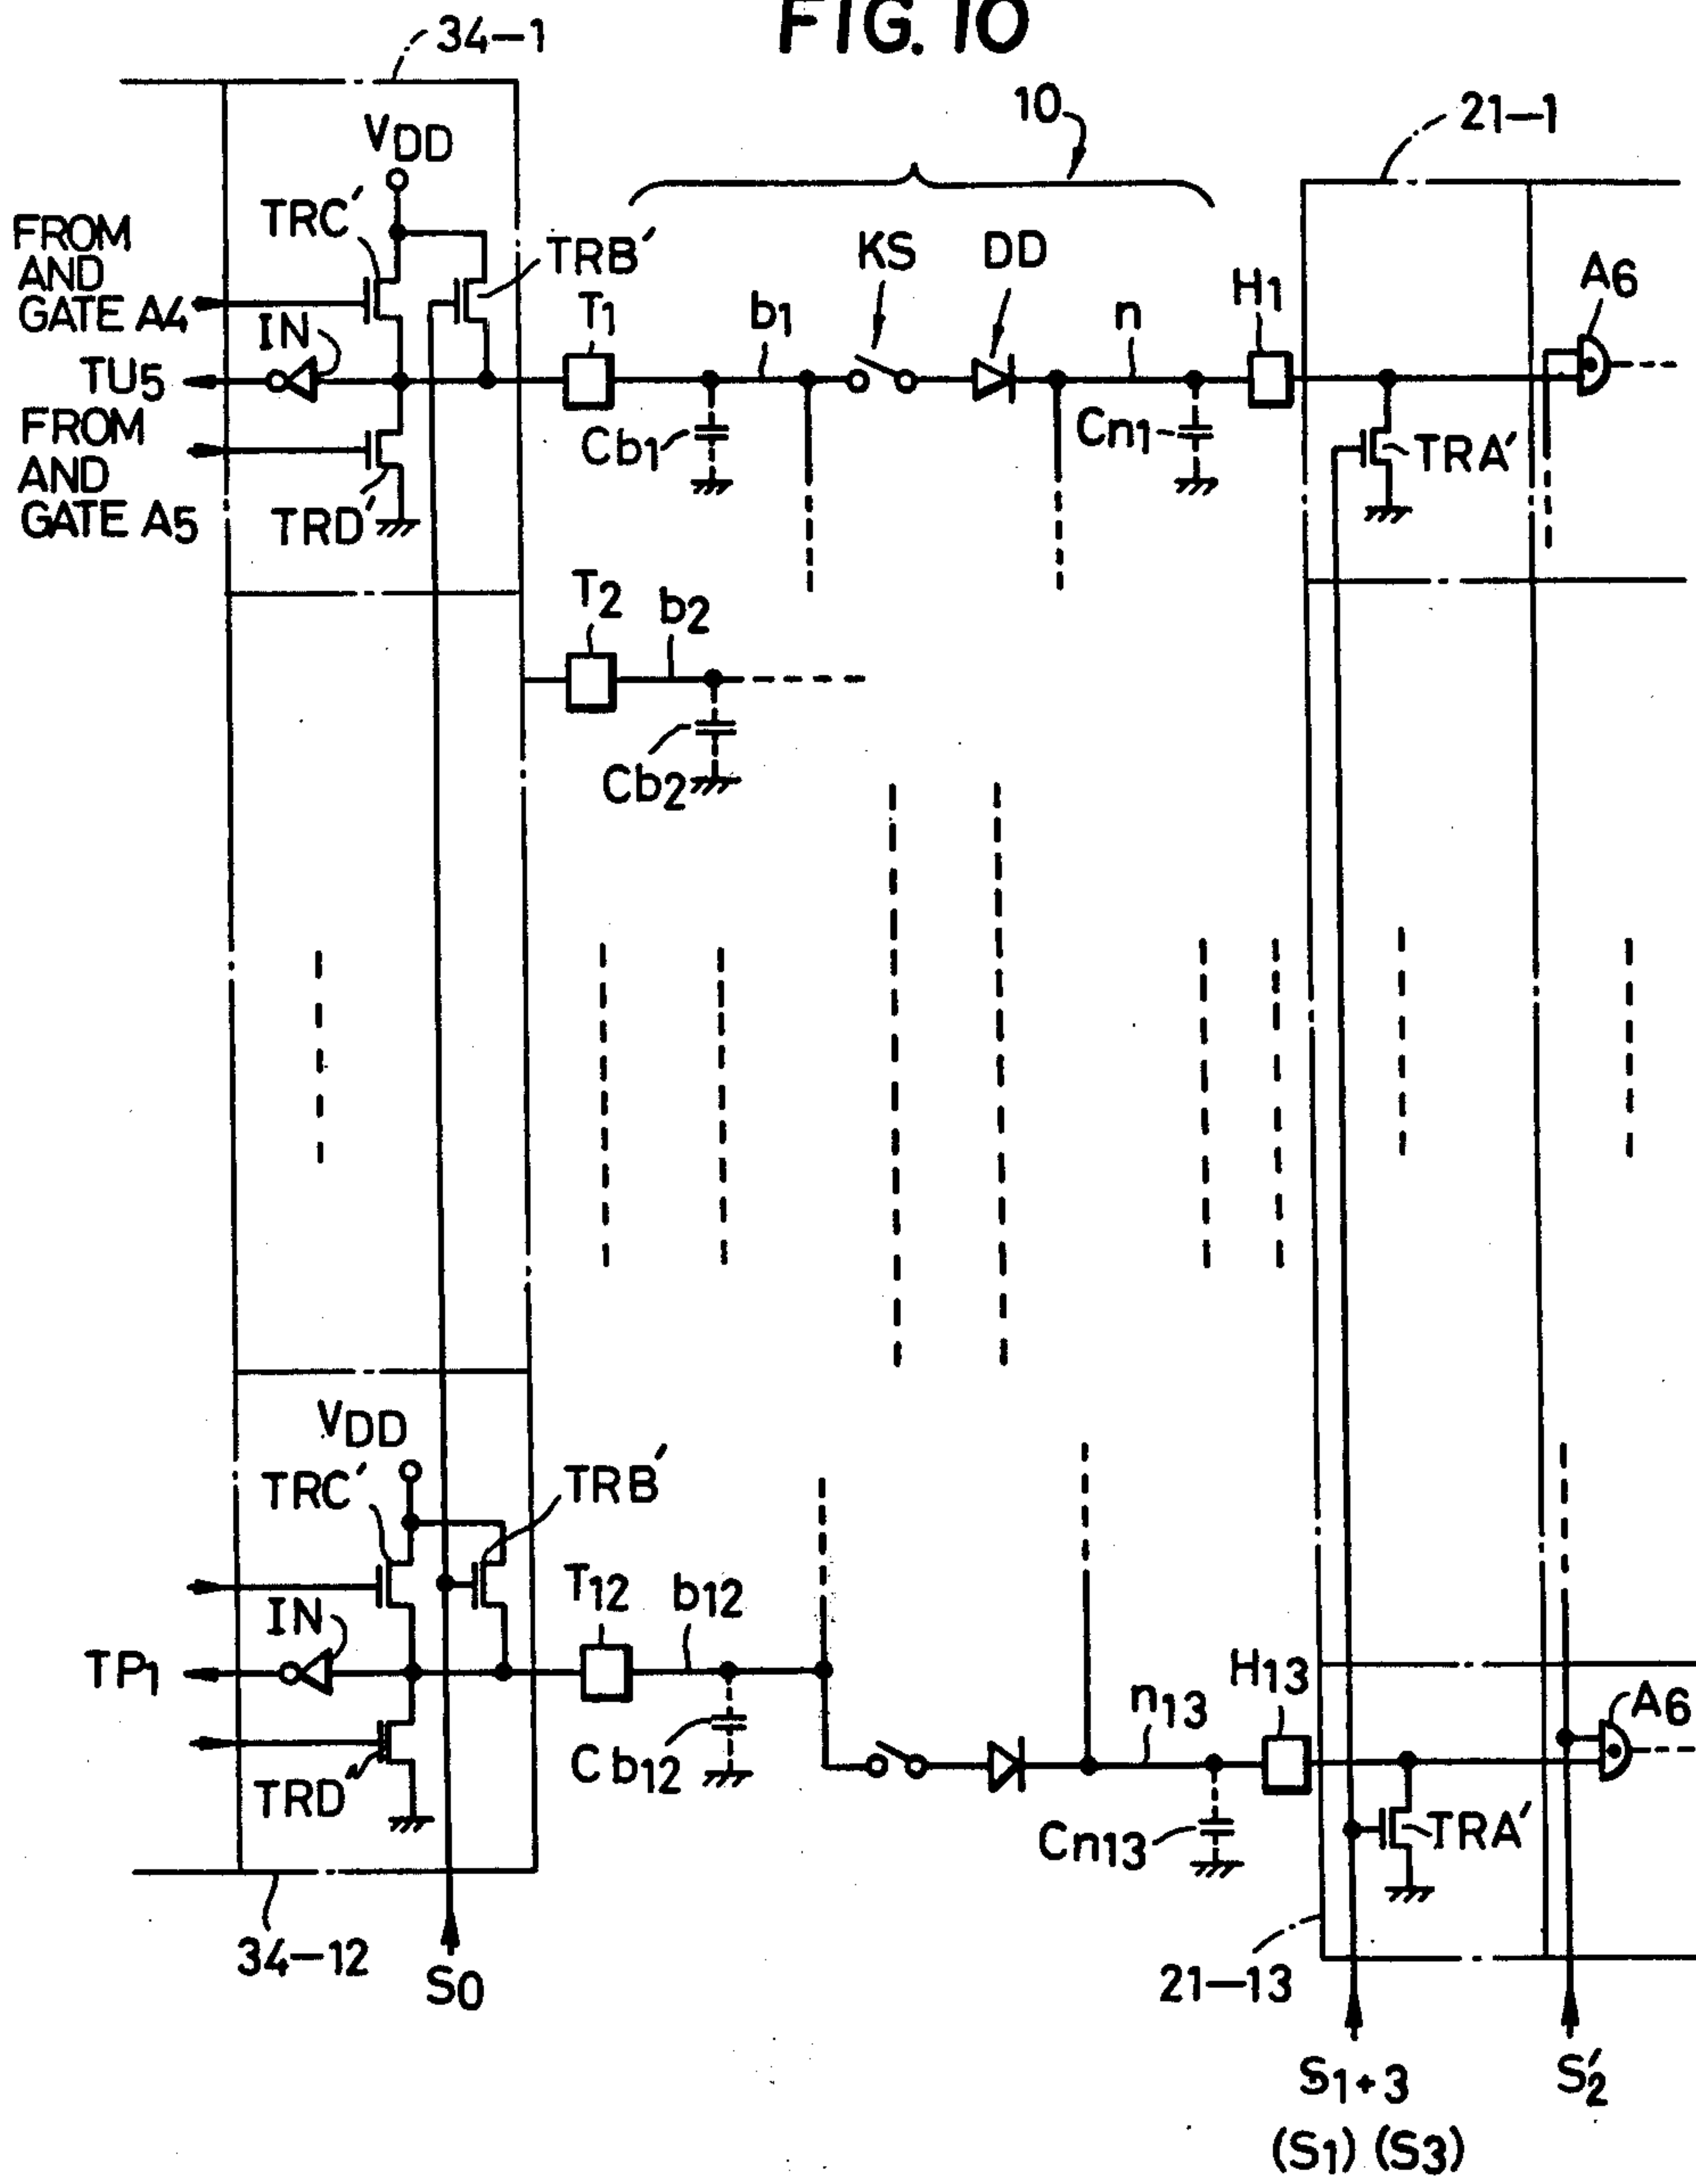 FIG. 10
34-1
VDD
10
21-1
TRC'
FROM
AND
GATE A4
TRB'
KS
DD
A6
IN
T1
b1
n
H1
TU5
FROM
AND
GATE A5
Cb1
Cn1
TRA'
TRD'
T2
b2
Cb2
VDD
TRC'
TRB'
IN
T12
b12
TP1
n13
H13
A6
Cb12
TRD'
Cn13
TRA'
34-12
S0
21-13
S1+3
S'2
(S1) (S3)